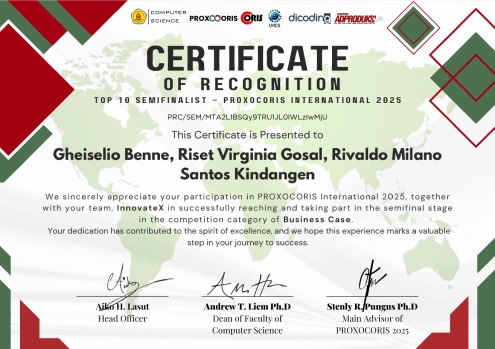 COMPUTER
SCIENCE
PROXOCORIS
CORIS
dicoding
ADPRODUKS
CERTIFICATE
OF RECOGNITION
TOP 10 SEMIFINALIST – PROXOCORIS INTERNATIONAL 2025
This Certificate is Presented to
Gheiselio Benne, Riset Virginia Gosal, Rivaldo Milano
Santos Kindangen
We sincerely appreciate your participation in PROXOCORIS International 2025, together
with your team, InnovateX in successfully reaching and taking part in the semifinal stage
in the competition category of Business Case.
Your dedication has contributed to the spirit of excellence, and we hope this experience marks a valuable
step in your journey to success.
Aiko H. Lasut
Head Officer
Andrew T. Liem Ph.D
Dean of Faculty of
Computer Science
Stenly R. Pungus Ph.D
Main Advisor of
PROXOCORIS 2025